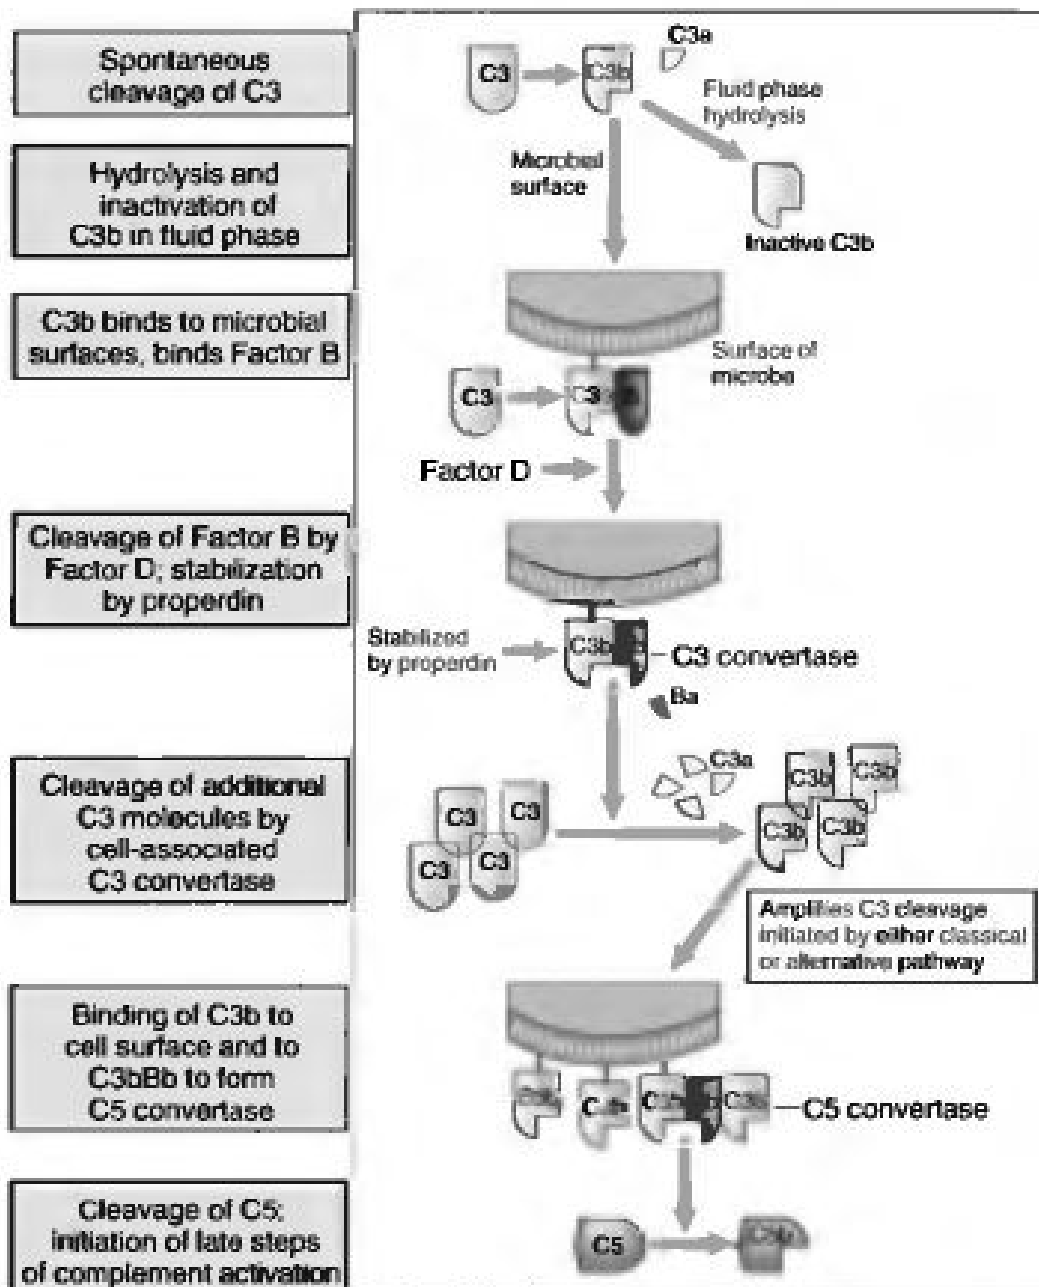 Spontaneous
cleavage of C3
C3
C3b
C3a
Fluid phase
hydrolysis
Microbial
surface
Inactive C3b
Hydrolysis and
inactivation of
C3b in fluid phase
C3b binds to microbial
surfaces, binds Factor B
Surface of
microbe
C3
C3
Factor D
Cleavage of Factor B by
Factor D; stabilization
by properdin
Stabilized
by properdin
C3b
C3 convertase
Ba
Cleavage of additional
C3 molecules by
cell-associated
C3 convertase
C3
C3
C3
C3
C3a
C3b
C3b
C3b
C3b
Amplifies C3 cleavage
initiated by either classical
or alternative pathway
Binding of C3b to
cell surface and to
C3bBb to form
C5 convertase
C3b
C5 convertase
Cleavage of C5;
initiation of late steps
of complement activation
C5